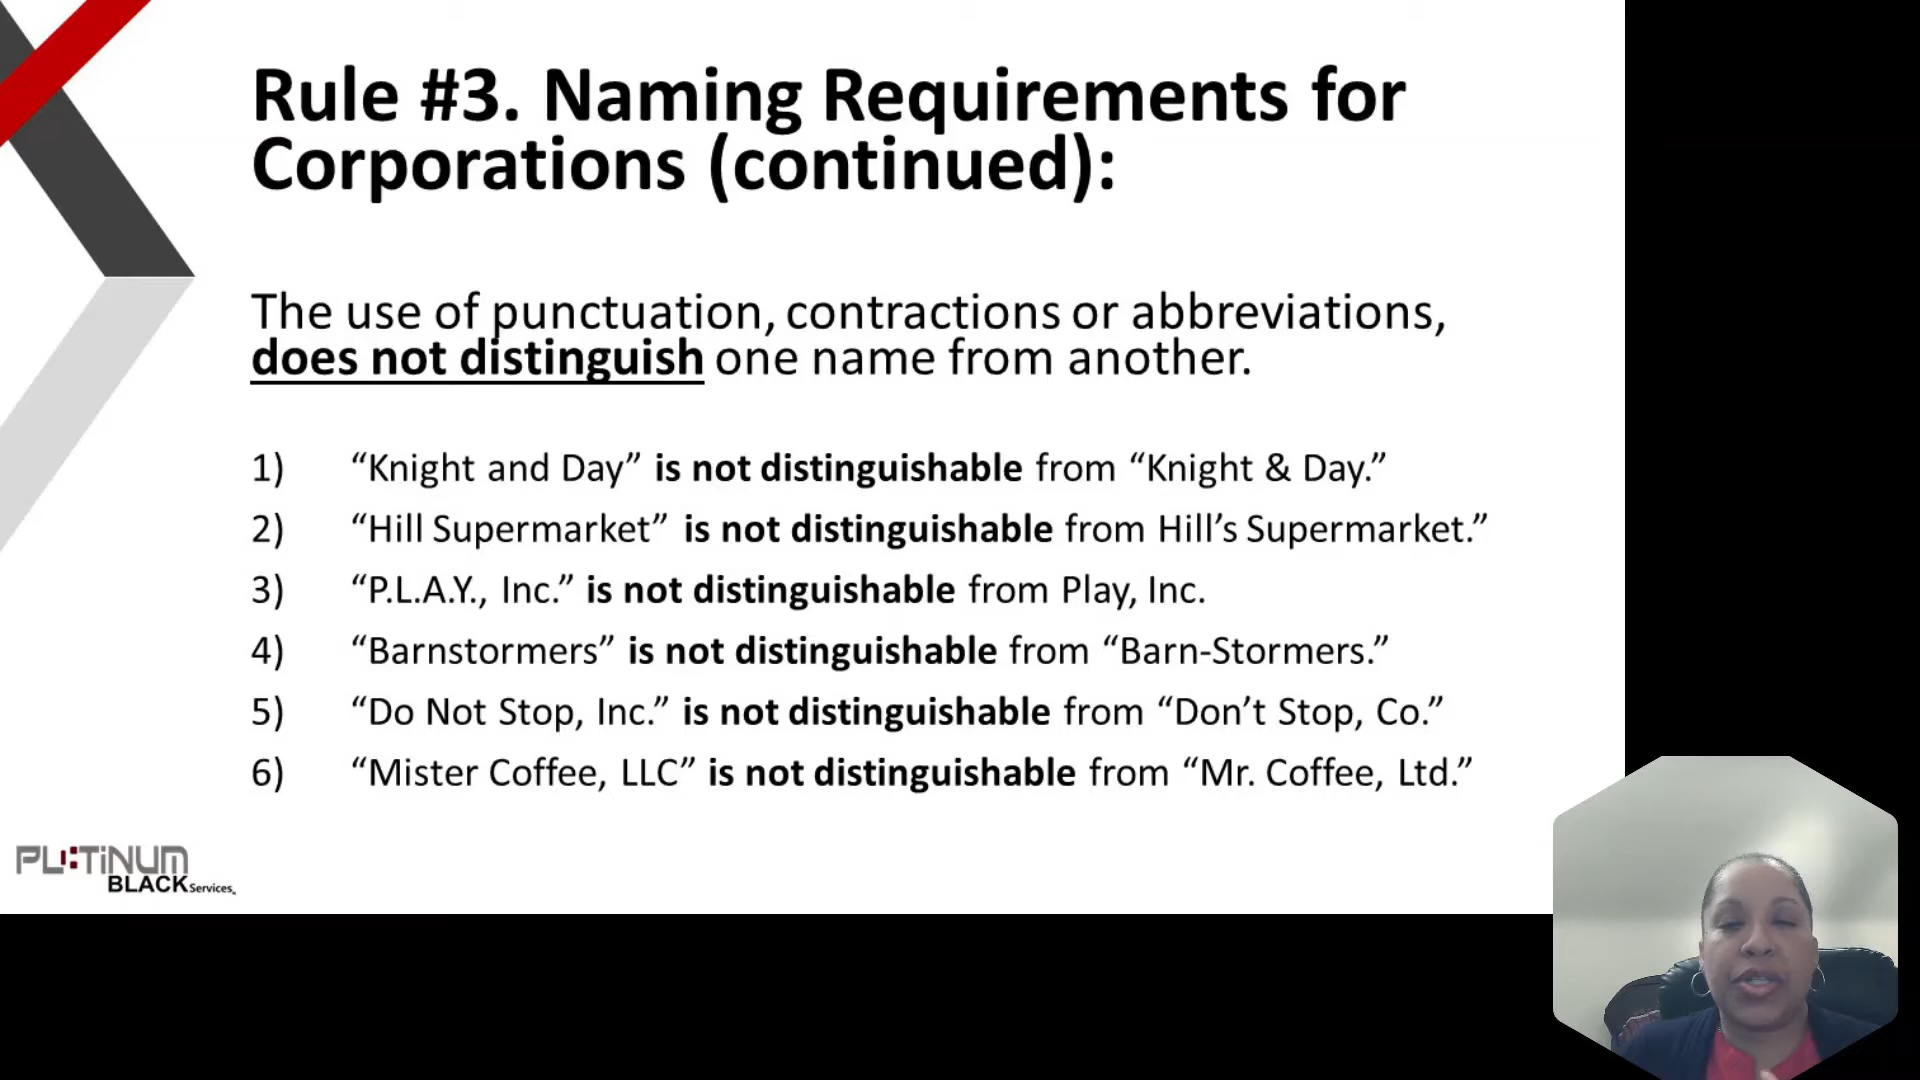 Rule #3. Naming Requirements for
Corporations (continued):
The use of punctuation, contractions or abbreviations,
does not distinguish one name from another.
1) “Knight and Day” is not distinguishable from “Knight & Day.”
2) “Hill Supermarket” is not distinguishable from Hill’s Supermarket.”
3) “P.L.A.Y., Inc.” is not distinguishable from Play, Inc.
4) “Barnstormers” is not distinguishable from “Barn-Stormers.”
5) “Do Not Stop, Inc.” is not distinguishable from “Don’t Stop, Co.”
6) “Mister Coffee, LLC” is not distinguishable from “Mr. Coffee, Ltd.”
PLATiNUM
BLACK Services